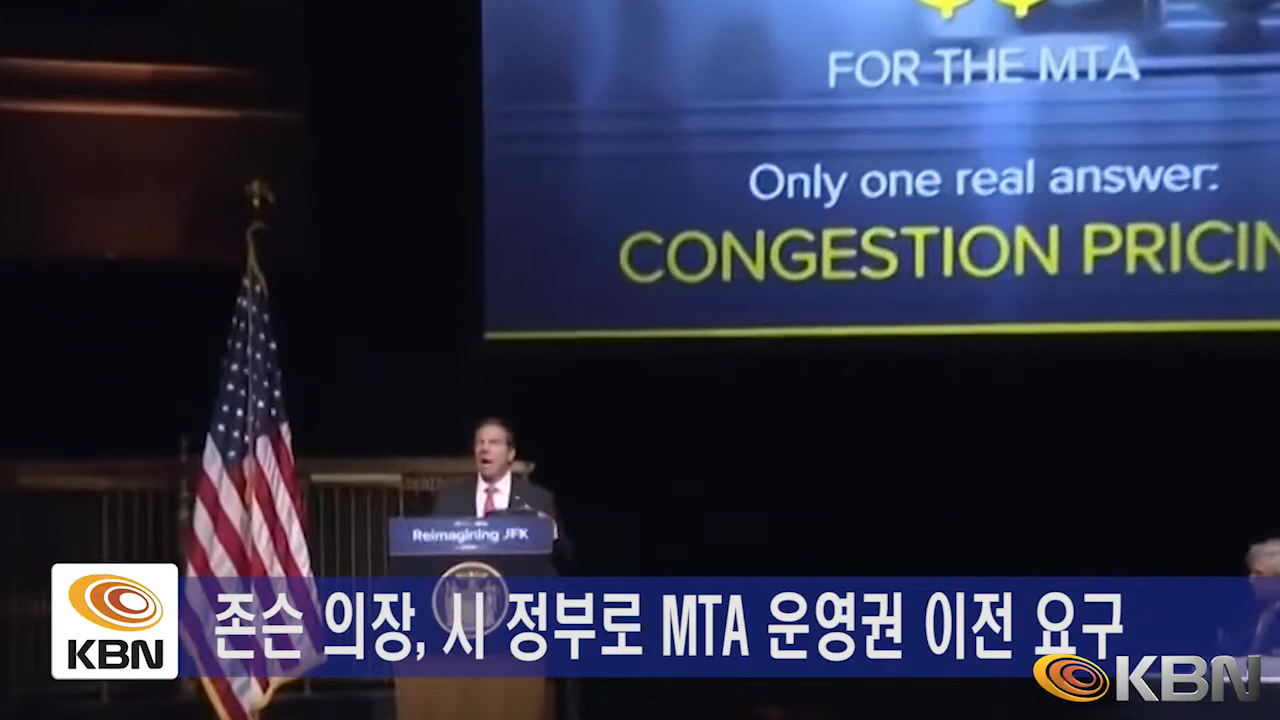 FOR THE MTA
Only one real answer:
CONGESTION PRICIN
Reimagining JFK
KBN
존슨 의장, 시 정부로 MTA 운영권 이전 요구
KBN